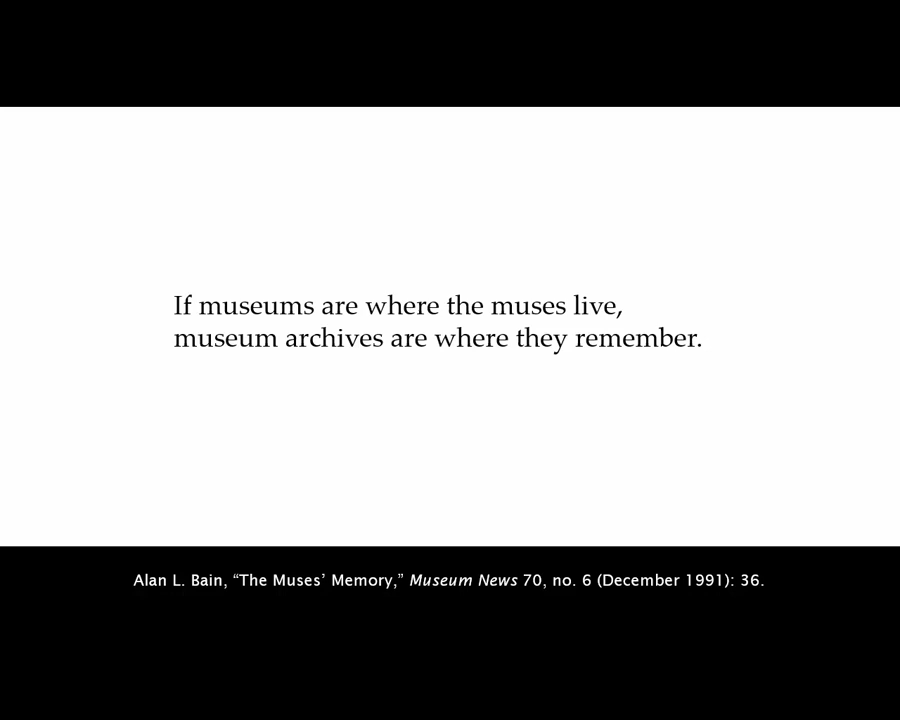 If museums are where the muses live,
museum archives are where they remember.
Alan L. Bain, “The Muses’ Memory,” Museum News 70, no. 6 (December 1991): 36.